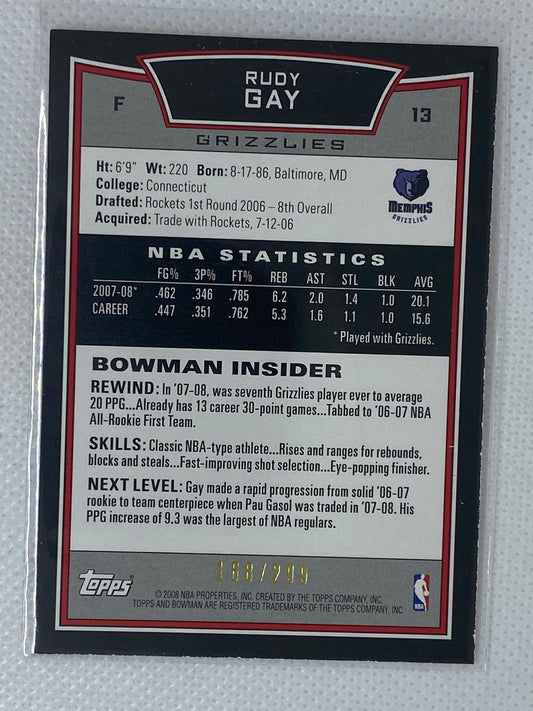 RUDY
GAY
F
13
GRIZZLIES
Ht: 6'9" Wt: 220 Born: 8-17-86, Baltimore, MD
College: Connecticut
Drafted: Rockets 1st Round 2006 – 8th Overall
Acquired: Trade with Rockets, 7-12-06
MEMPHIS
GRIZZLIES
NBA STATISTICS
FG% 3P% FT% REB AST STL BLK AVG
2007-08* .462 .346 .785 6.2 2.0 1.4 1.0 20.1
CAREER .447 .351 .762 5.3 1.6 1.1 1.0 15.6
* Played with Grizzlies.
BOWMAN INSIDER
REWIND: In '07-08, was seventh Grizzlies player ever to average
20 PPG...Already has 13 career 30-point games...Tabbed to '06-07 NBA
All-Rookie First Team.
SKILLS: Classic NBA-type athlete...Rises and ranges for rebounds,
blocks and steals...Fast-improving shot selection...Eye-popping finisher.
NEXT LEVEL: Gay made a rapid progression from solid '06-07
rookie to team centerpiece when Pau Gasol was traded in '07-08. His
PPG increase of 9.3 was the largest of NBA regulars.
168/299
Topps
© 2008 NBA PROPERTIES, INC. CREATED BY THE TOPPS COMPANY, INC.
TOPPS AND BOWMAN ARE REGISTERED TRADEMARKS OF THE TOPPS COMPANY, INC.
NBA